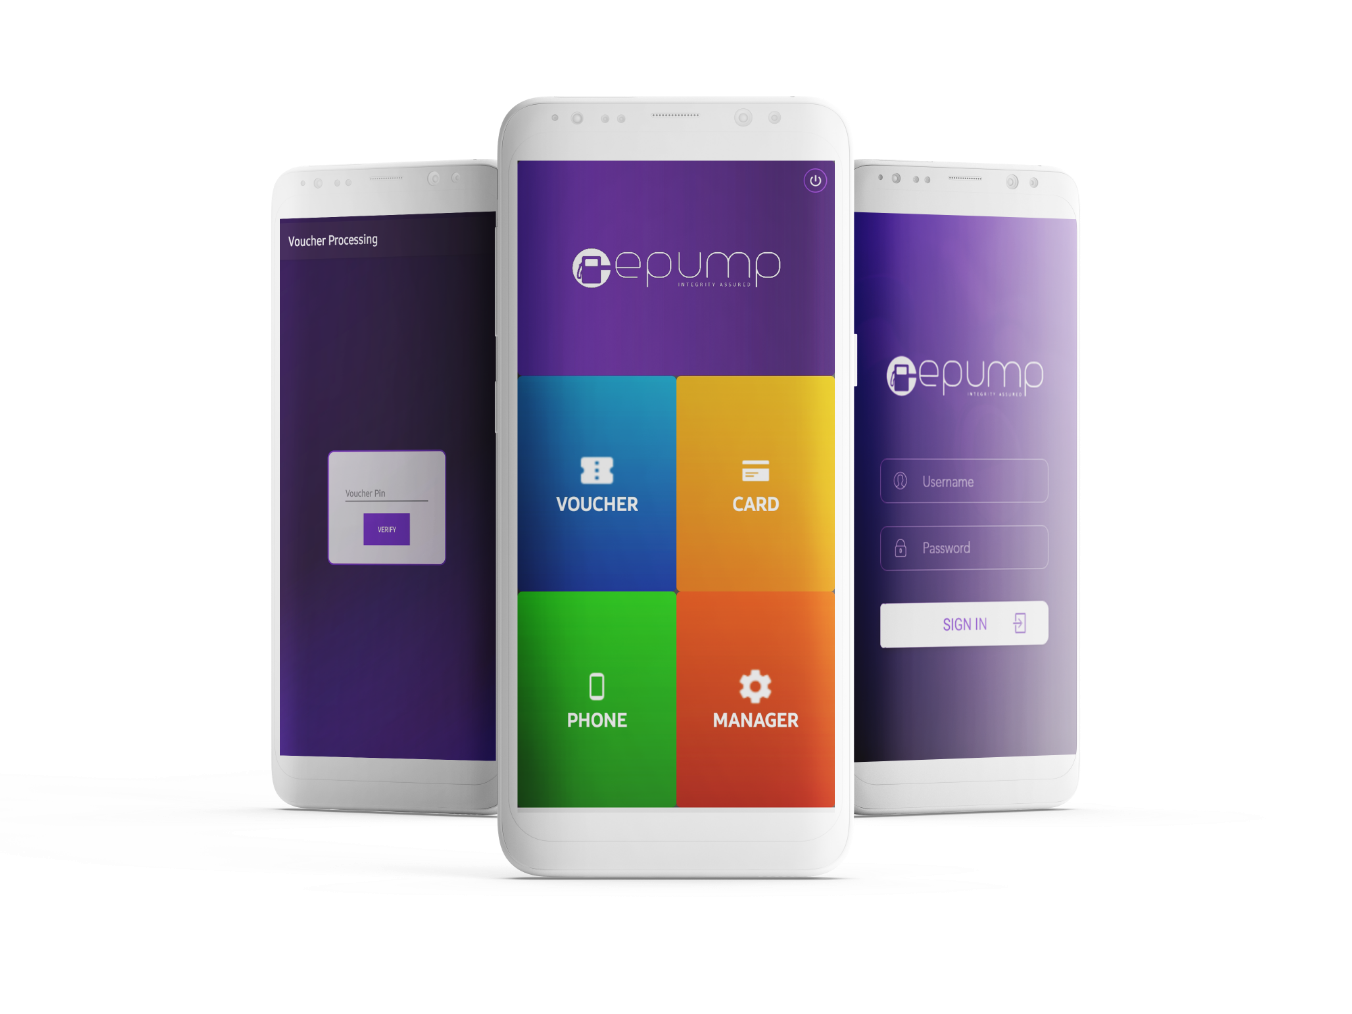 Voucher Processing
Voucher Pin
VERIFY
epump
INTEGRITY ASSURED
VOUCHER
CARD
PHONE
MANAGER
epump
INTEGRITY ASSURED
Username
Password
SIGN IN